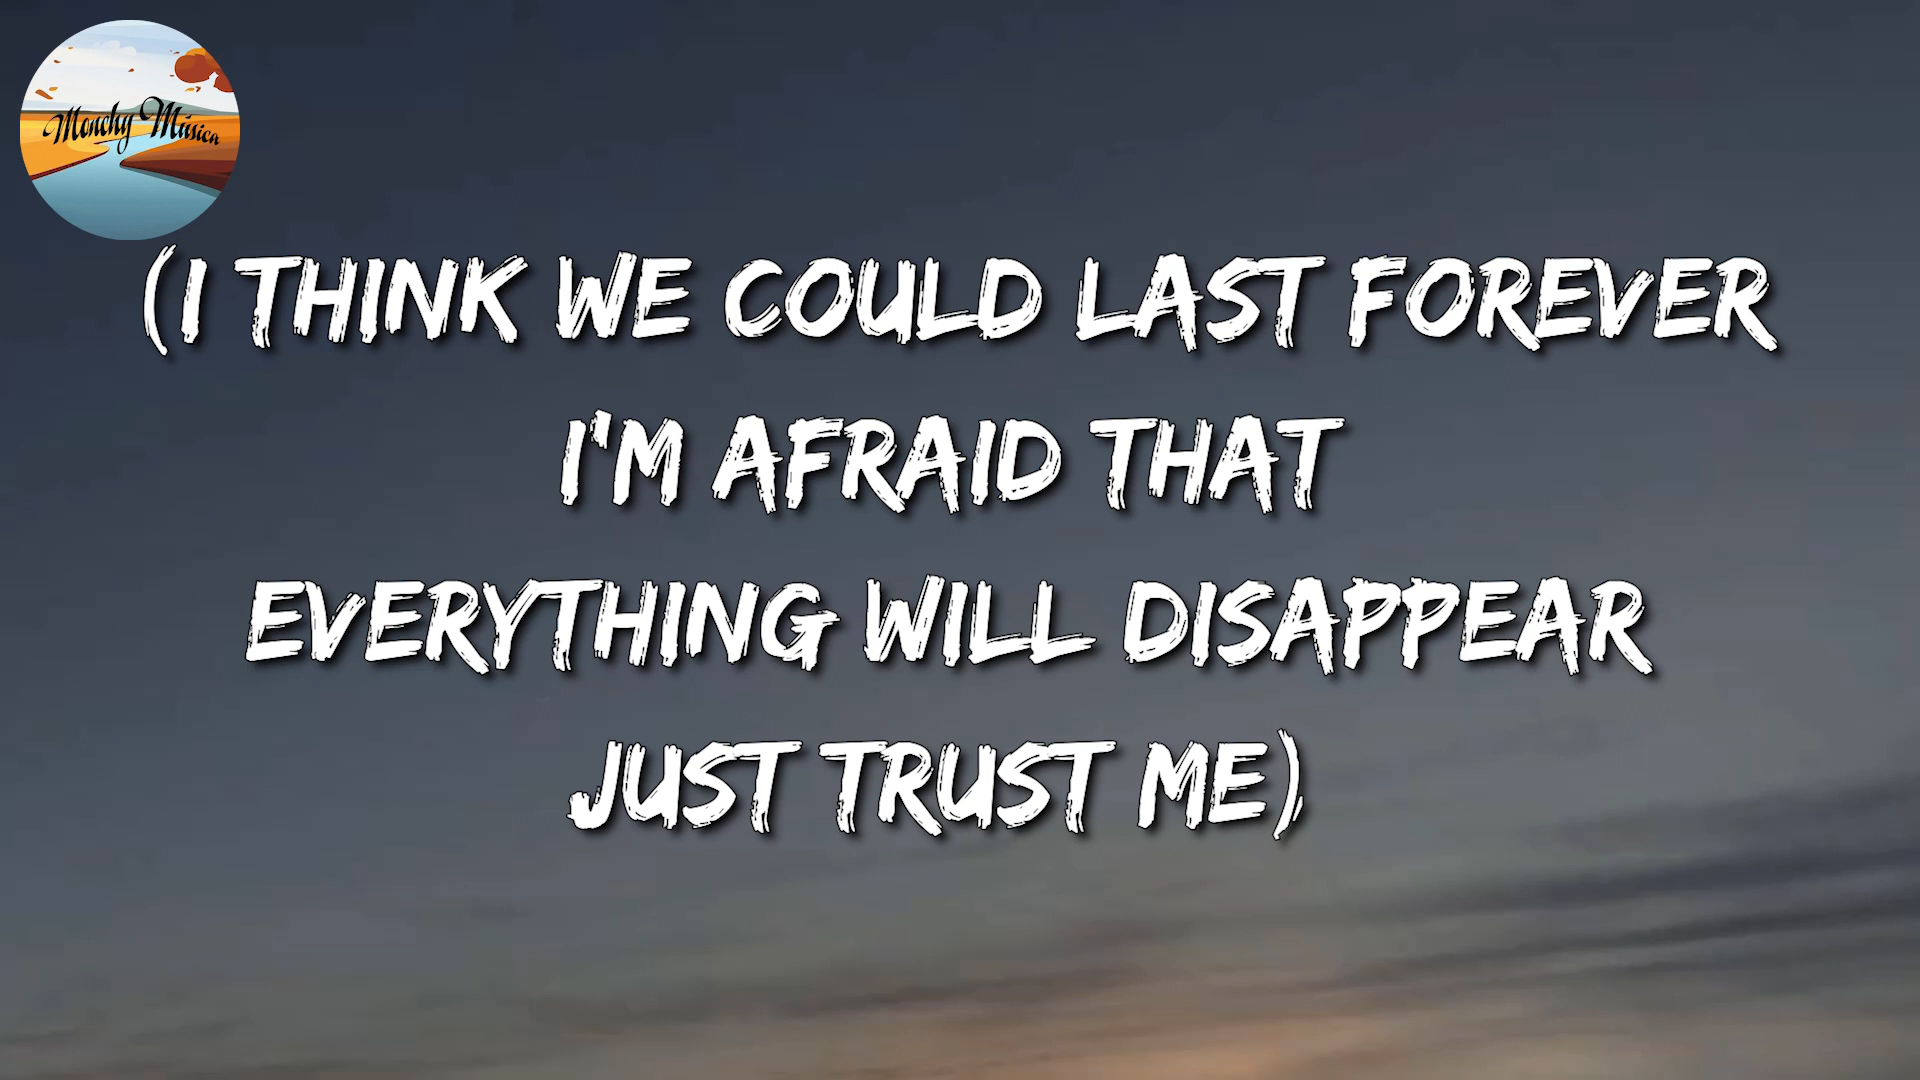 Monchy Música
(I THINK WE COULD LAST FOREVER
I'M AFRAID THAT
EVERYTHING WILL DISAPPEAR
JUST TRUST ME)